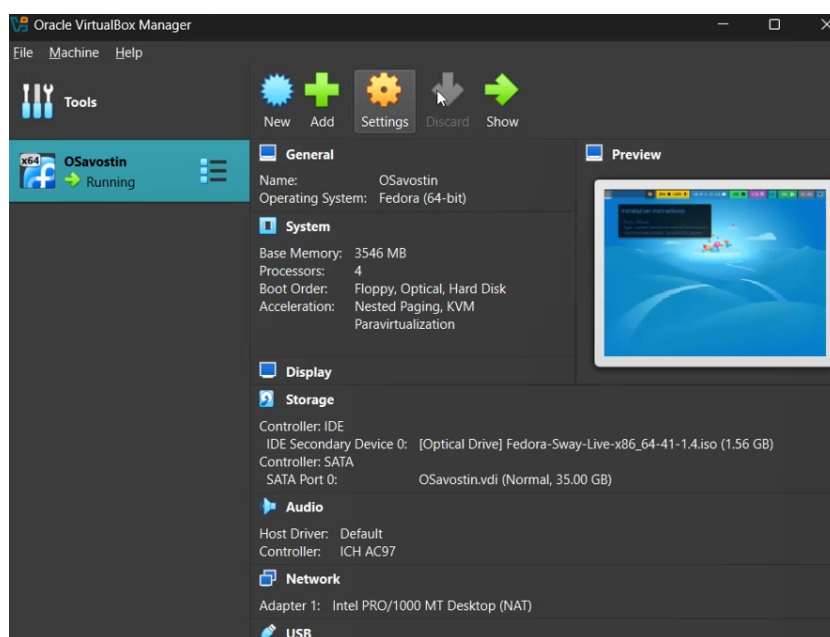 Oracle VirtualBox Manager
File Machine Help
Tools
New Add Settings Discard Show
x64
OSavostin
Running
General
Name: OSavostin
Operating System: Fedora (64-bit)
System
Base Memory: 3546 MB
Processors: 4
Boot Order: Floppy, Optical, Hard Disk
Acceleration: Nested Paging, KVM
Paravirtualization
Preview
Installation instructions
Display
Storage
Controller: IDE
IDE Secondary Device 0: [Optical Drive] Fedora-Sway-Live-x86_64-41-1.4.iso (1.56 GB)
Controller: SATA
SATA Port 0: OSavostin.vdi (Normal, 35.00 GB)
Audio
Host Driver: Default
Controller: ICH AC97
Network
Adapter 1: Intel PRO/1000 MT Desktop (NAT)
USB